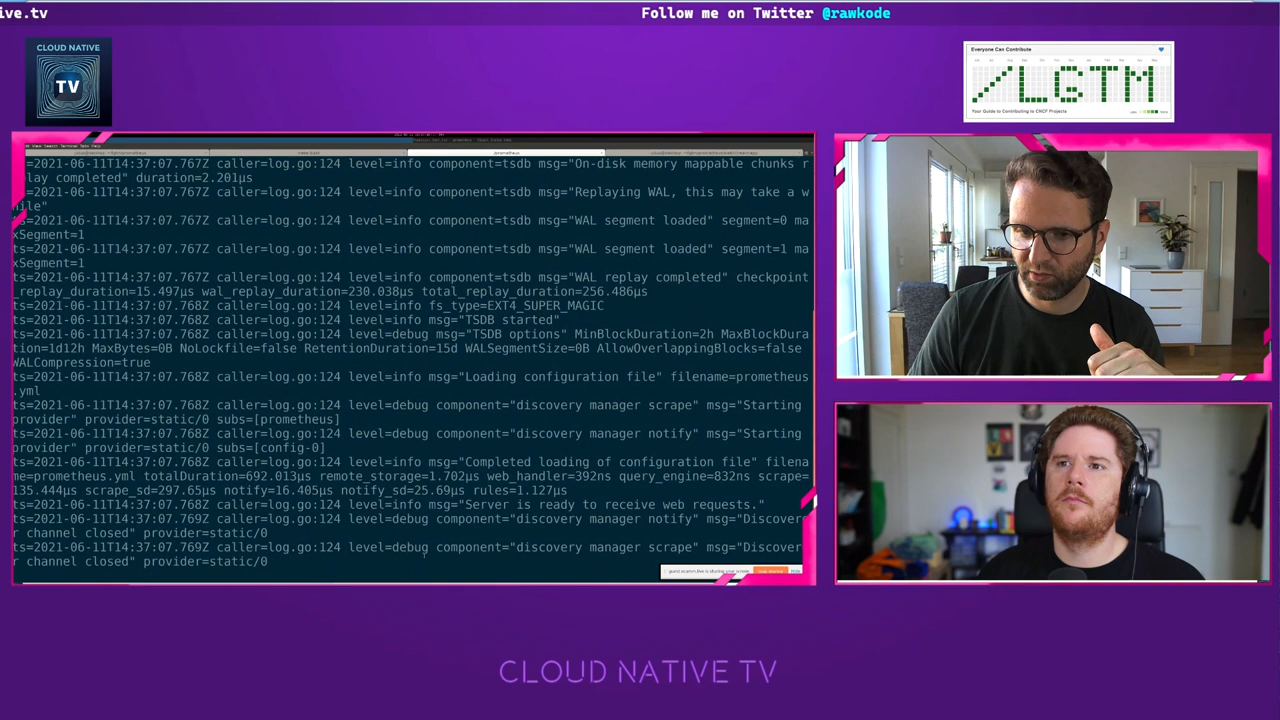 ive.tv
Follow me on Twitter @rawkode
CLOUD NATIVE
TV
Everyone Can Contribute
/LGTM
Your Guide to Contributing to CNCF Projects
ts=2021-06-11T14:37:07.767Z caller=log.go:124 level=info component=tsdb msg="On-disk memory mappable chunks r
lay completed" duration=2.201µs
ts=2021-06-11T14:37:07.767Z caller=log.go:124 level=info component=tsdb msg="Replaying WAL, this may take a w
hile"
ts=2021-06-11T14:37:07.767Z caller=log.go:124 level=info component=tsdb msg="WAL segment loaded" segment=0 ma
xSegment=1
ts=2021-06-11T14:37:07.767Z caller=log.go:124 level=info component=tsdb msg="WAL segment loaded" segment=1 ma
xSegment=1
ts=2021-06-11T14:37:07.767Z caller=log.go:124 level=info component=tsdb msg="WAL replay completed" checkpoint
_replay_duration=15.497µs wal_replay_duration=230.038µs total_replay_duration=256.486µs
ts=2021-06-11T14:37:07.768Z caller=log.go:124 level=info fs_type=EXT4_SUPER_MAGIC
ts=2021-06-11T14:37:07.768Z caller=log.go:124 level=info msg="TSDB started"
ts=2021-06-11T14:37:07.768Z caller=log.go:124 level=debug msg="TSDB options" MinBlockDuration=2h MaxBlockDura
tion=1d12h MaxBytes=0B NoLockfile=false RetentionDuration=15d WALSegmentSize=0B AllowOverlappingBlocks=false
WALCompression=true
ts=2021-06-11T14:37:07.768Z caller=log.go:124 level=info msg="Loading configuration file" filename=prometheus
.yml
ts=2021-06-11T14:37:07.768Z caller=log.go:124 level=debug component="discovery manager scrape" msg="Starting
provider" provider=static/0 subs=[prometheus]
ts=2021-06-11T14:37:07.768Z caller=log.go:124 level=debug component="discovery manager notify" msg="Starting
provider" provider=static/0 subs=[config-0]
ts=2021-06-11T14:37:07.768Z caller=log.go:124 level=info msg="Completed loading of configuration file" filena
me=prometheus.yml totalDuration=692.013µs remote_storage=1.702µs web_handler=392ns query_engine=832ns scrape=
135.444µs scrape_sd=297.65µs notify=16.405µs notify_sd=25.69µs rules=1.127µs
ts=2021-06-11T14:37:07.768Z caller=log.go:124 level=info msg="Server is ready to receive web requests."
ts=2021-06-11T14:37:07.769Z caller=log.go:124 level=debug component="discovery manager notify" msg="Discover
r channel closed" provider=static/0
ts=2021-06-11T14:37:07.769Z caller=log.go:124 level=debug component="discovery manager scrape" msg="Discover
r channel closed" provider=static/0
is sharing your screen. Hide
CLOUD NATIVE TV